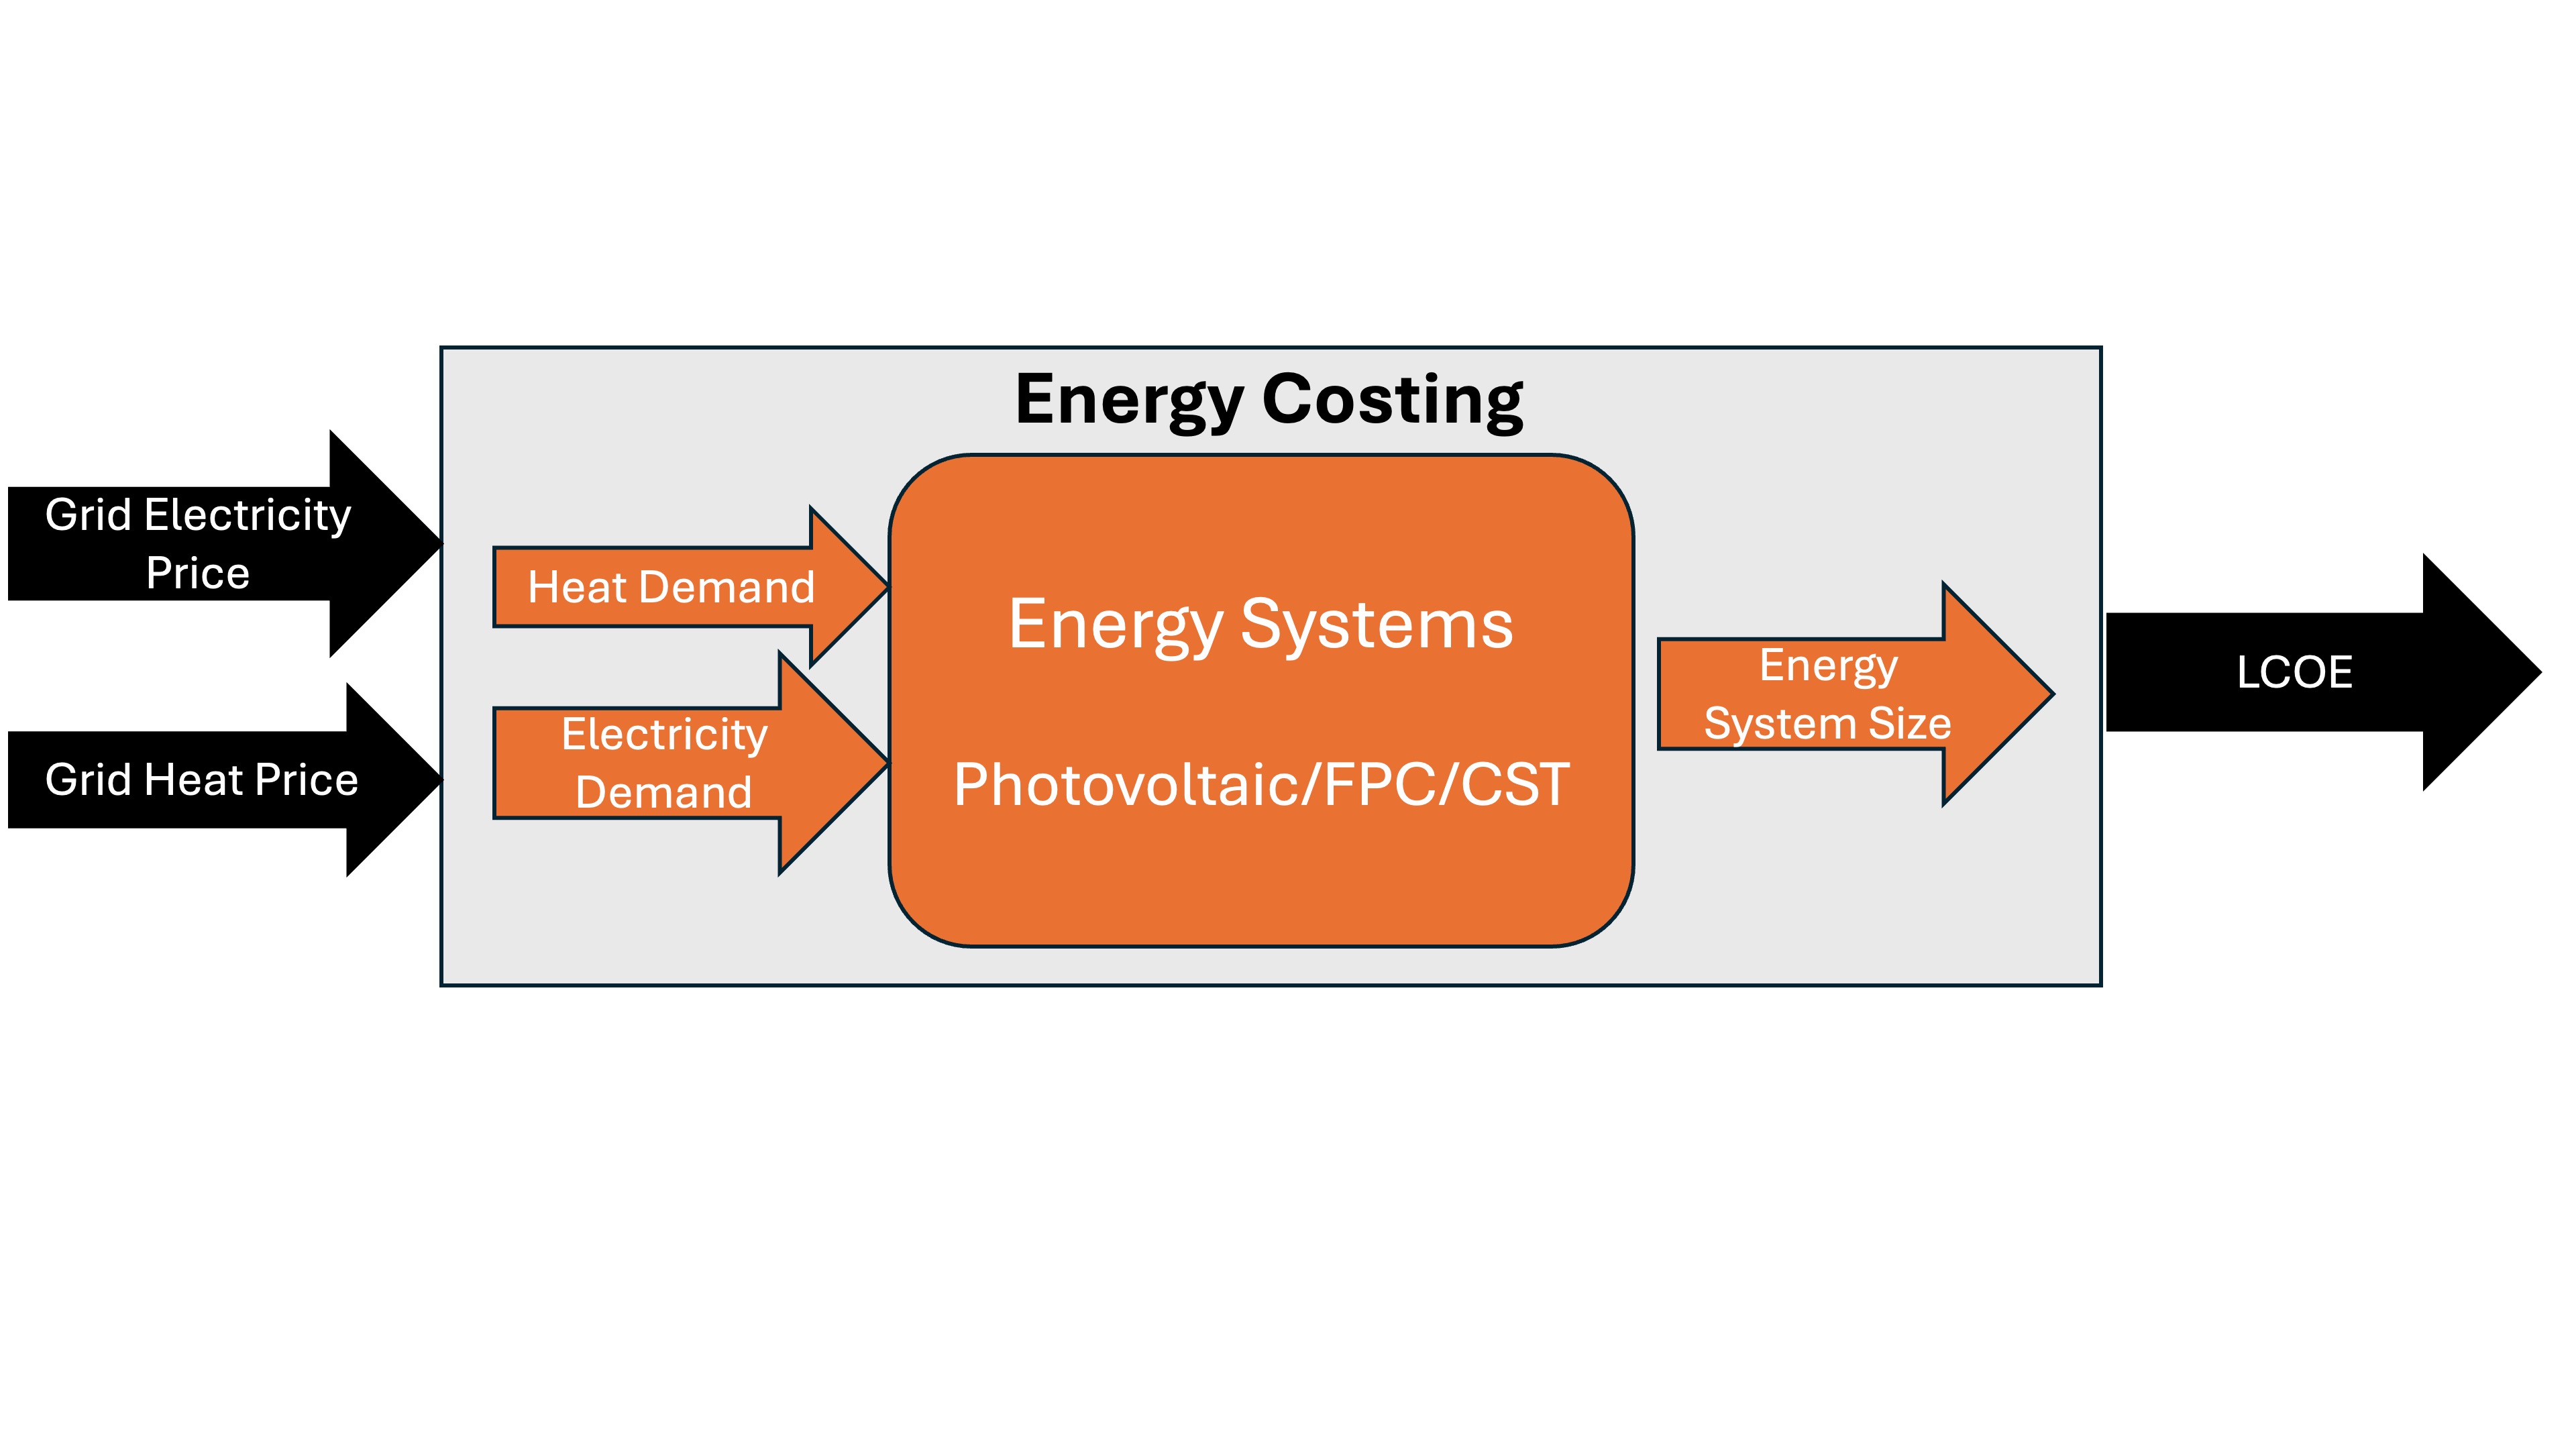 Energy Costing
Grid Electricity
Price
Grid Heat Price
Heat Demand
Electricity
Demand
Energy Systems
Photovoltaic/FPC/CST
Energy
System Size
LCOE